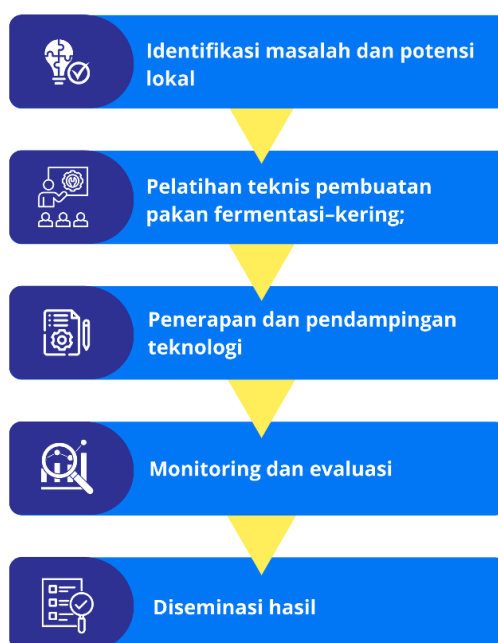 Identifikasi masalah dan potensi
lokal
Pelatihan teknis pembuatan
pakan fermentasi–kering;
Penerapan dan pendampingan
teknologi
Monitoring dan evaluasi
Diseminasi hasil